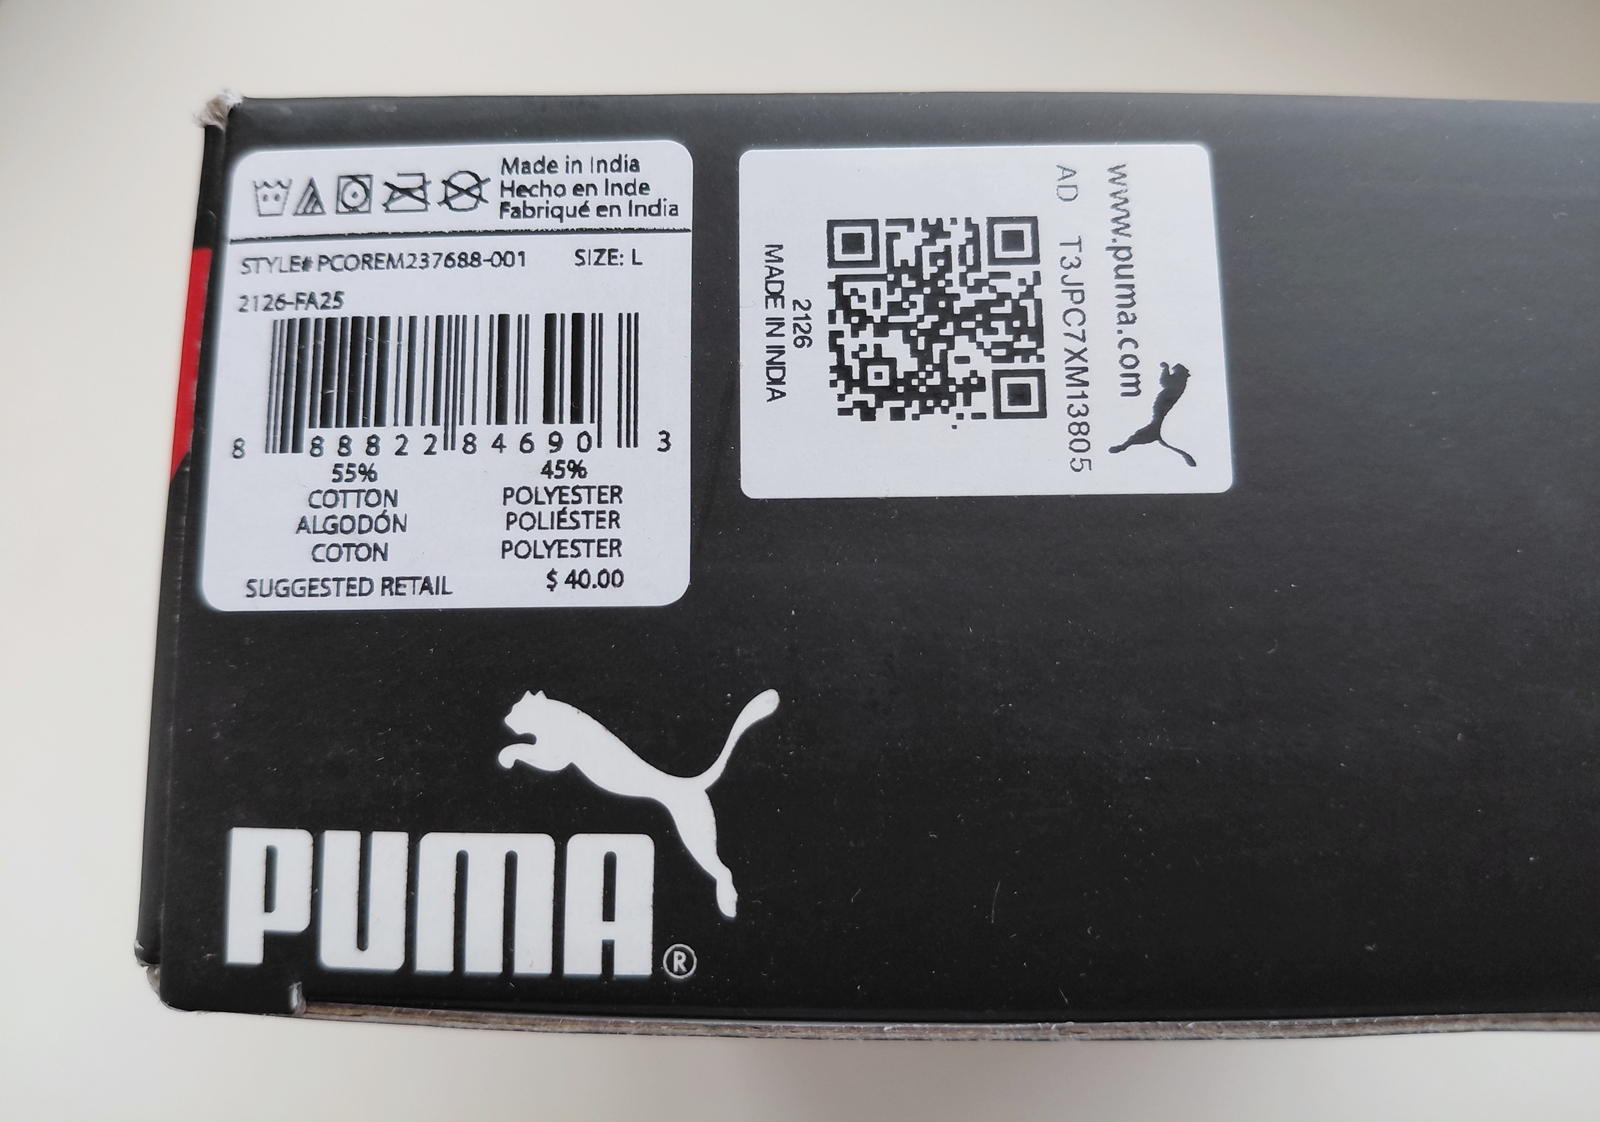 Made in India
Hecho en Inde
Fabriqué en India
STYLE# PCOREM237688-001 SIZE: L
2126-FA25
8 88822 84690 3
55% 45%
COTTON POLYESTER
ALGODÓN POLIÉSTER
COTON POLYESTER
SUGGESTED RETAIL $ 40.00
www.puma.com
AD T3JPC7XM13805
2126
MADE IN INDIA
PUMA®